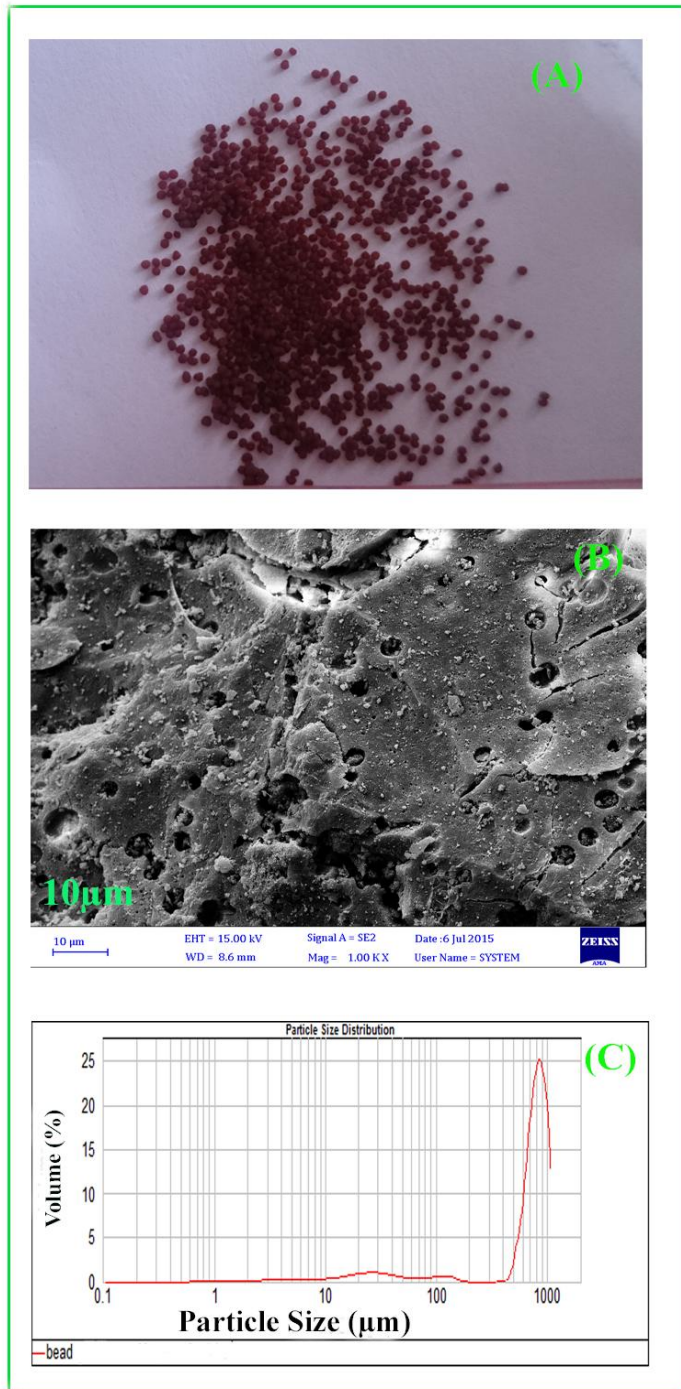 (A)
(B)
10µm
10 µm
EHT = 15.00 kV Signal A = SE2 Date :6 Jul 2015
WD = 8.6 mm Mag = 1.00 K X User Name = SYSTEM
ZEISS
Particle Size Distribution
(C)
Volume (%)
25
20
15
10
5
0
0.1 1 10 100 1000
Particle Size (µm)
bead